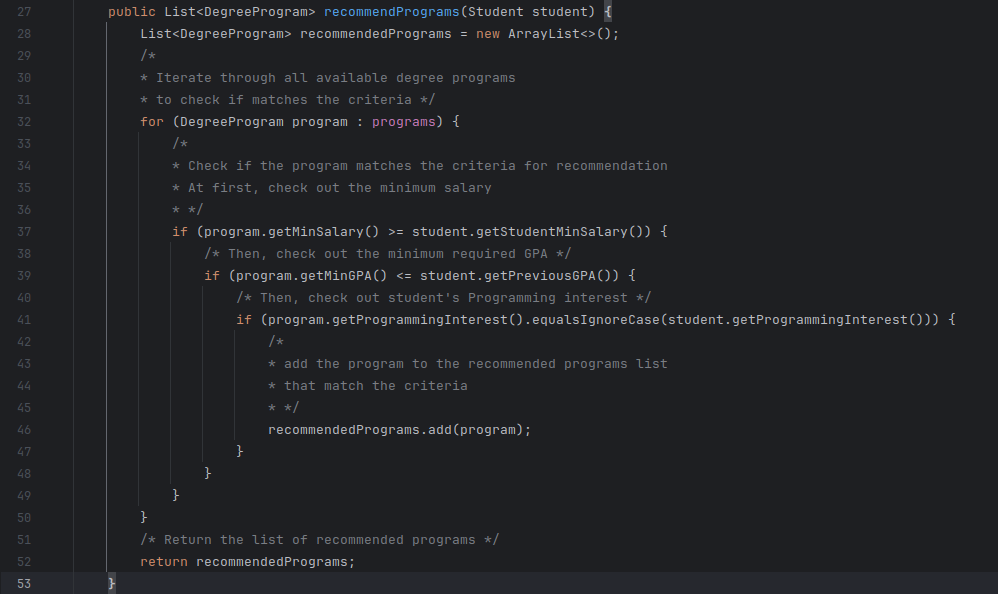 27 public List<DegreeProgram> recommendPrograms(Student student) {
28 List<DegreeProgram> recommendedPrograms = new ArrayList<>();
29 /*
30 * Iterate through all available degree programs
31 * to check if matches the criteria */
32 for (DegreeProgram program : programs) {
33 /*
34 * Check if the program matches the criteria for recommendation
35 * At first, check out the minimum salary
36 * */
37 if (program.getMinSalary() >= student.getStudentMinSalary()) {
38 /* Then, check out the minimum required GPA */
39 if (program.getMinGPA() <= student.getPreviousGPA()) {
40 /* Then, check out student's Programming interest */
41 if (program.getProgrammingInterest().equalsIgnoreCase(student.getProgrammingInterest())) {
42 /*
43 * add the program to the recommended programs list
44 * that match the criteria
45 * */
46 recommendedPrograms.add(program);
47 }
48 }
49 }
50 }
51 /* Return the list of recommended programs */
52 return recommendedPrograms;
53 }